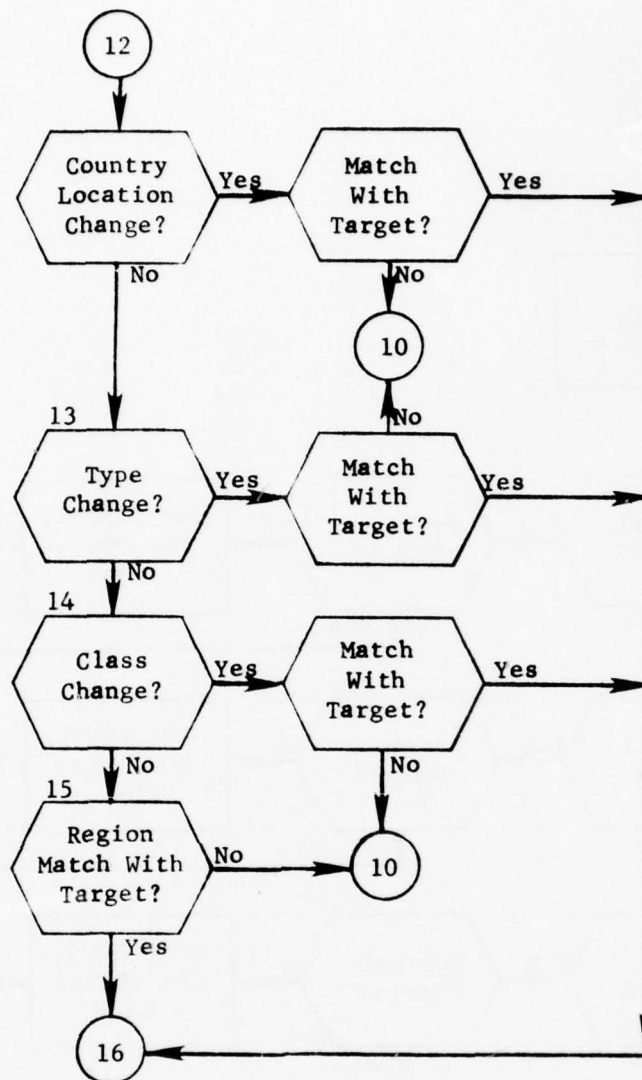 12
Country
Location
Change?
Yes
Match
With
Target?
Yes
No
No
10
13
Type
Change?
Yes
No
Match
With
Target?
Yes
No
14
Class
Change?
Yes
Match
With
Target?
Yes
No
No
15
Region
Match With
Target?
No
10
Yes
16